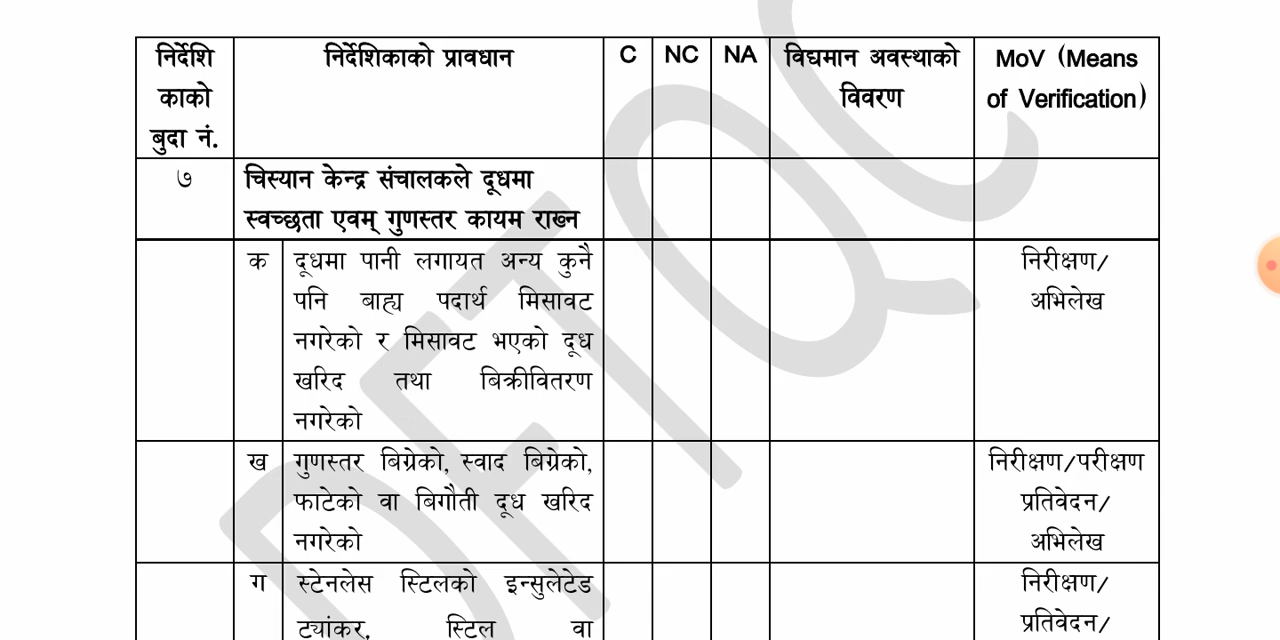 निर्देशि
काको
बुदा नं.
निर्देशिकाको प्रावधान
C
NC
NA
विद्यमान अवस्थाको
विवरण
MoV (Means
of Verification)
७
चिस्यान केन्द्र संचालकले दूधमा
स्वच्छता एवम् गुणस्तर कायम राख्न
क
दूधमा पानी लगायत अन्य कुनै
पनि बाह्य पदार्थ मिसावट
नगरेको र मिसावट भएको दूध
खरिद तथा बिक्रीवितरण
नगरेको
निरीक्षण/
अभिलेख
ख
गुणस्तर बिग्रेको, स्वाद बिग्रेको,
फाटेको वा बिगौती दूध खरिद
नगरेको
निरीक्षण/परीक्षण
प्रतिवेदन/
अभिलेख
ग
स्टेनलेस स्टिलको इन्सुलेटेड
ट्यांकर, स्टिल वा
निरीक्षण/
प्रतिवेदन/
DFTQC